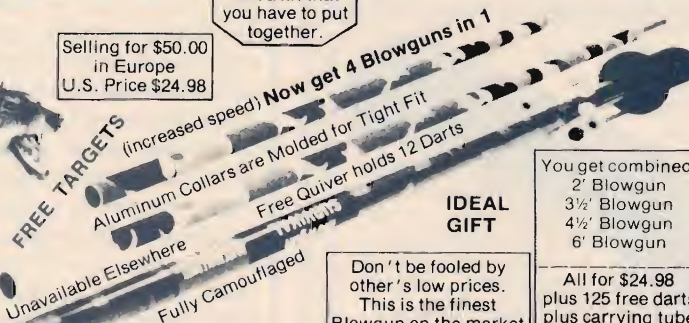 you have to put
together.
Selling for $50.00
in Europe
U.S. Price $24.98
(increased speed) Now get 4 Blowguns in 1
FREE TARGETS
Aluminum Collars are Molded for Tight Fit
Free Quiver holds 12 Darts
Unavailable Elsewhere
Fully Camouflaged
IDEAL
GIFT
Don't be fooled by
other's low prices.
This is the finest
Blowgun on the market
You get combined
2' Blowgun
3½' Blowgun
4½' Blowgun
6' Blowgun
All for $24.98
plus 125 free darts
plus carrying tube